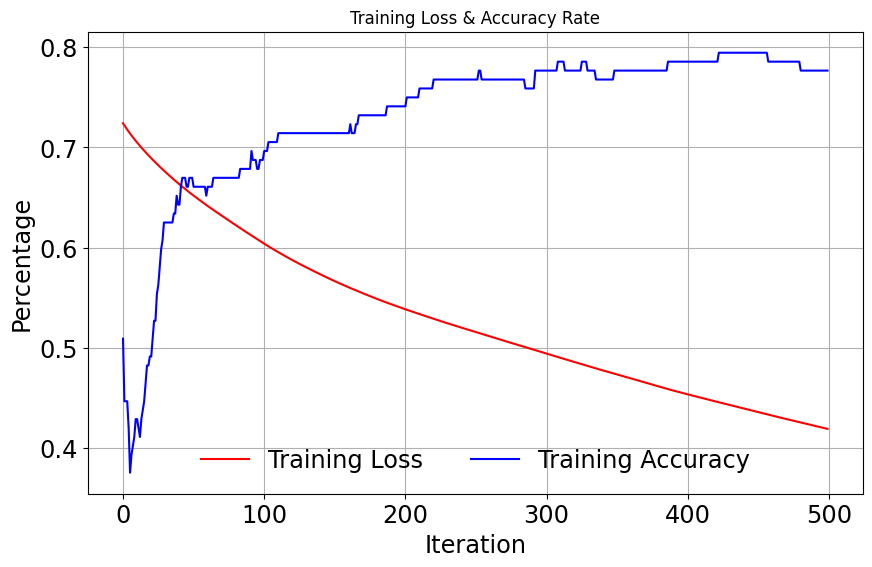 Training Loss & Accuracy Rate
Percentage
0.8
0.7
0.6
0.5
0.4
Training Loss
Training Accuracy
0
100
200
300
400
500
Iteration